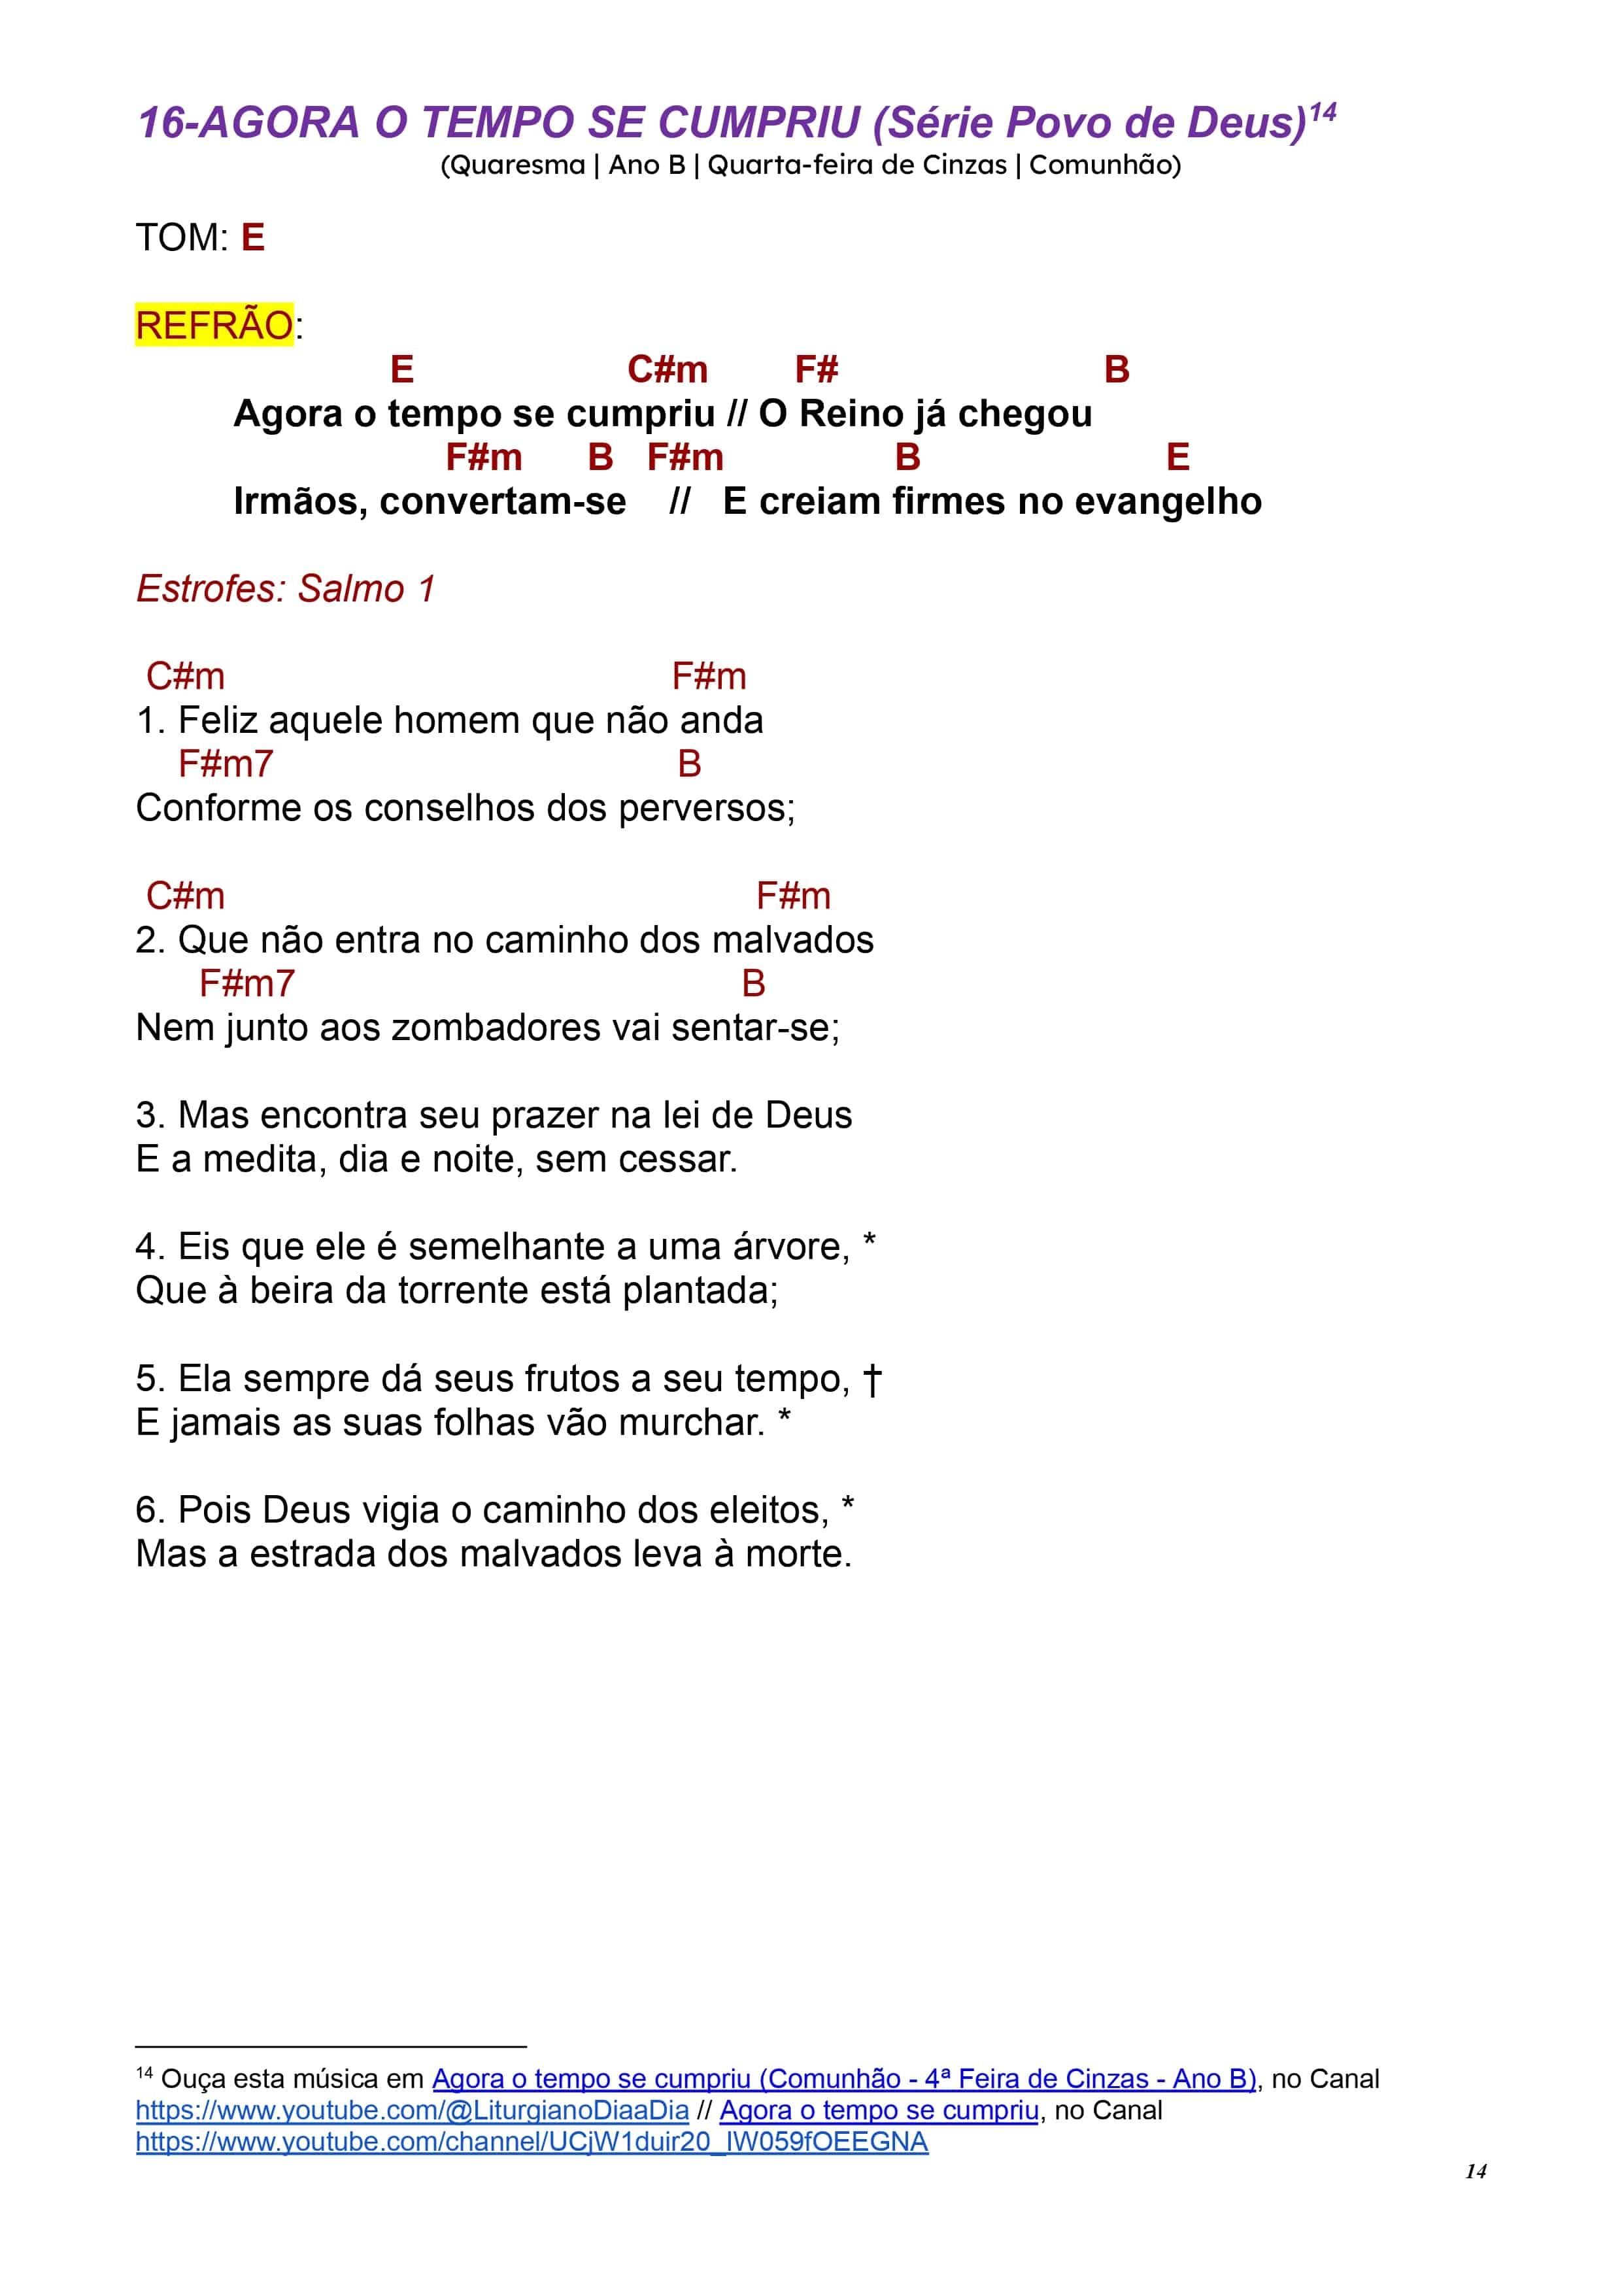 16-AGORA O TEMPO SE CUMPRIU (Série Povo de Deus)14
(Quaresma | Ano B | Quarta-feira de Cinzas | Comunhão)
TOM: E
REFRÃO:
E C#m F# B
Agora o tempo se cumpriu // O Reino já chegou
F#m B F#m B E
Irmãos, convertam-se // E creiam firmes no evangelho
Estrofes: Salmo 1
C#m F#m
1. Feliz aquele homem que não anda
F#m7 B
Conforme os conselhos dos perversos;
C#m F#m
2. Que não entra no caminho dos malvados
F#m7 B
Nem junto aos zombadores vai sentar-se;
3. Mas encontra seu prazer na lei de Deus
E a medita, dia e noite, sem cessar.
4. Eis que ele é semelhante a uma árvore, *
Que à beira da torrente está plantada;
5. Ela sempre dá seus frutos a seu tempo, †
E jamais as suas folhas vão murchar. *
6. Pois Deus vigia o caminho dos eleitos, *
Mas a estrada dos malvados leva à morte.
14 Ouça esta música em Agora o tempo se cumpriu (Comunhão - 4ª Feira de Cinzas - Ano B), no Canal
https://www.youtube.com/@LiturgianoDiaaDia // Agora o tempo se cumpriu, no Canal
https://www.youtube.com/channel/UCjW1duir20_IW059fOEEGNA
14